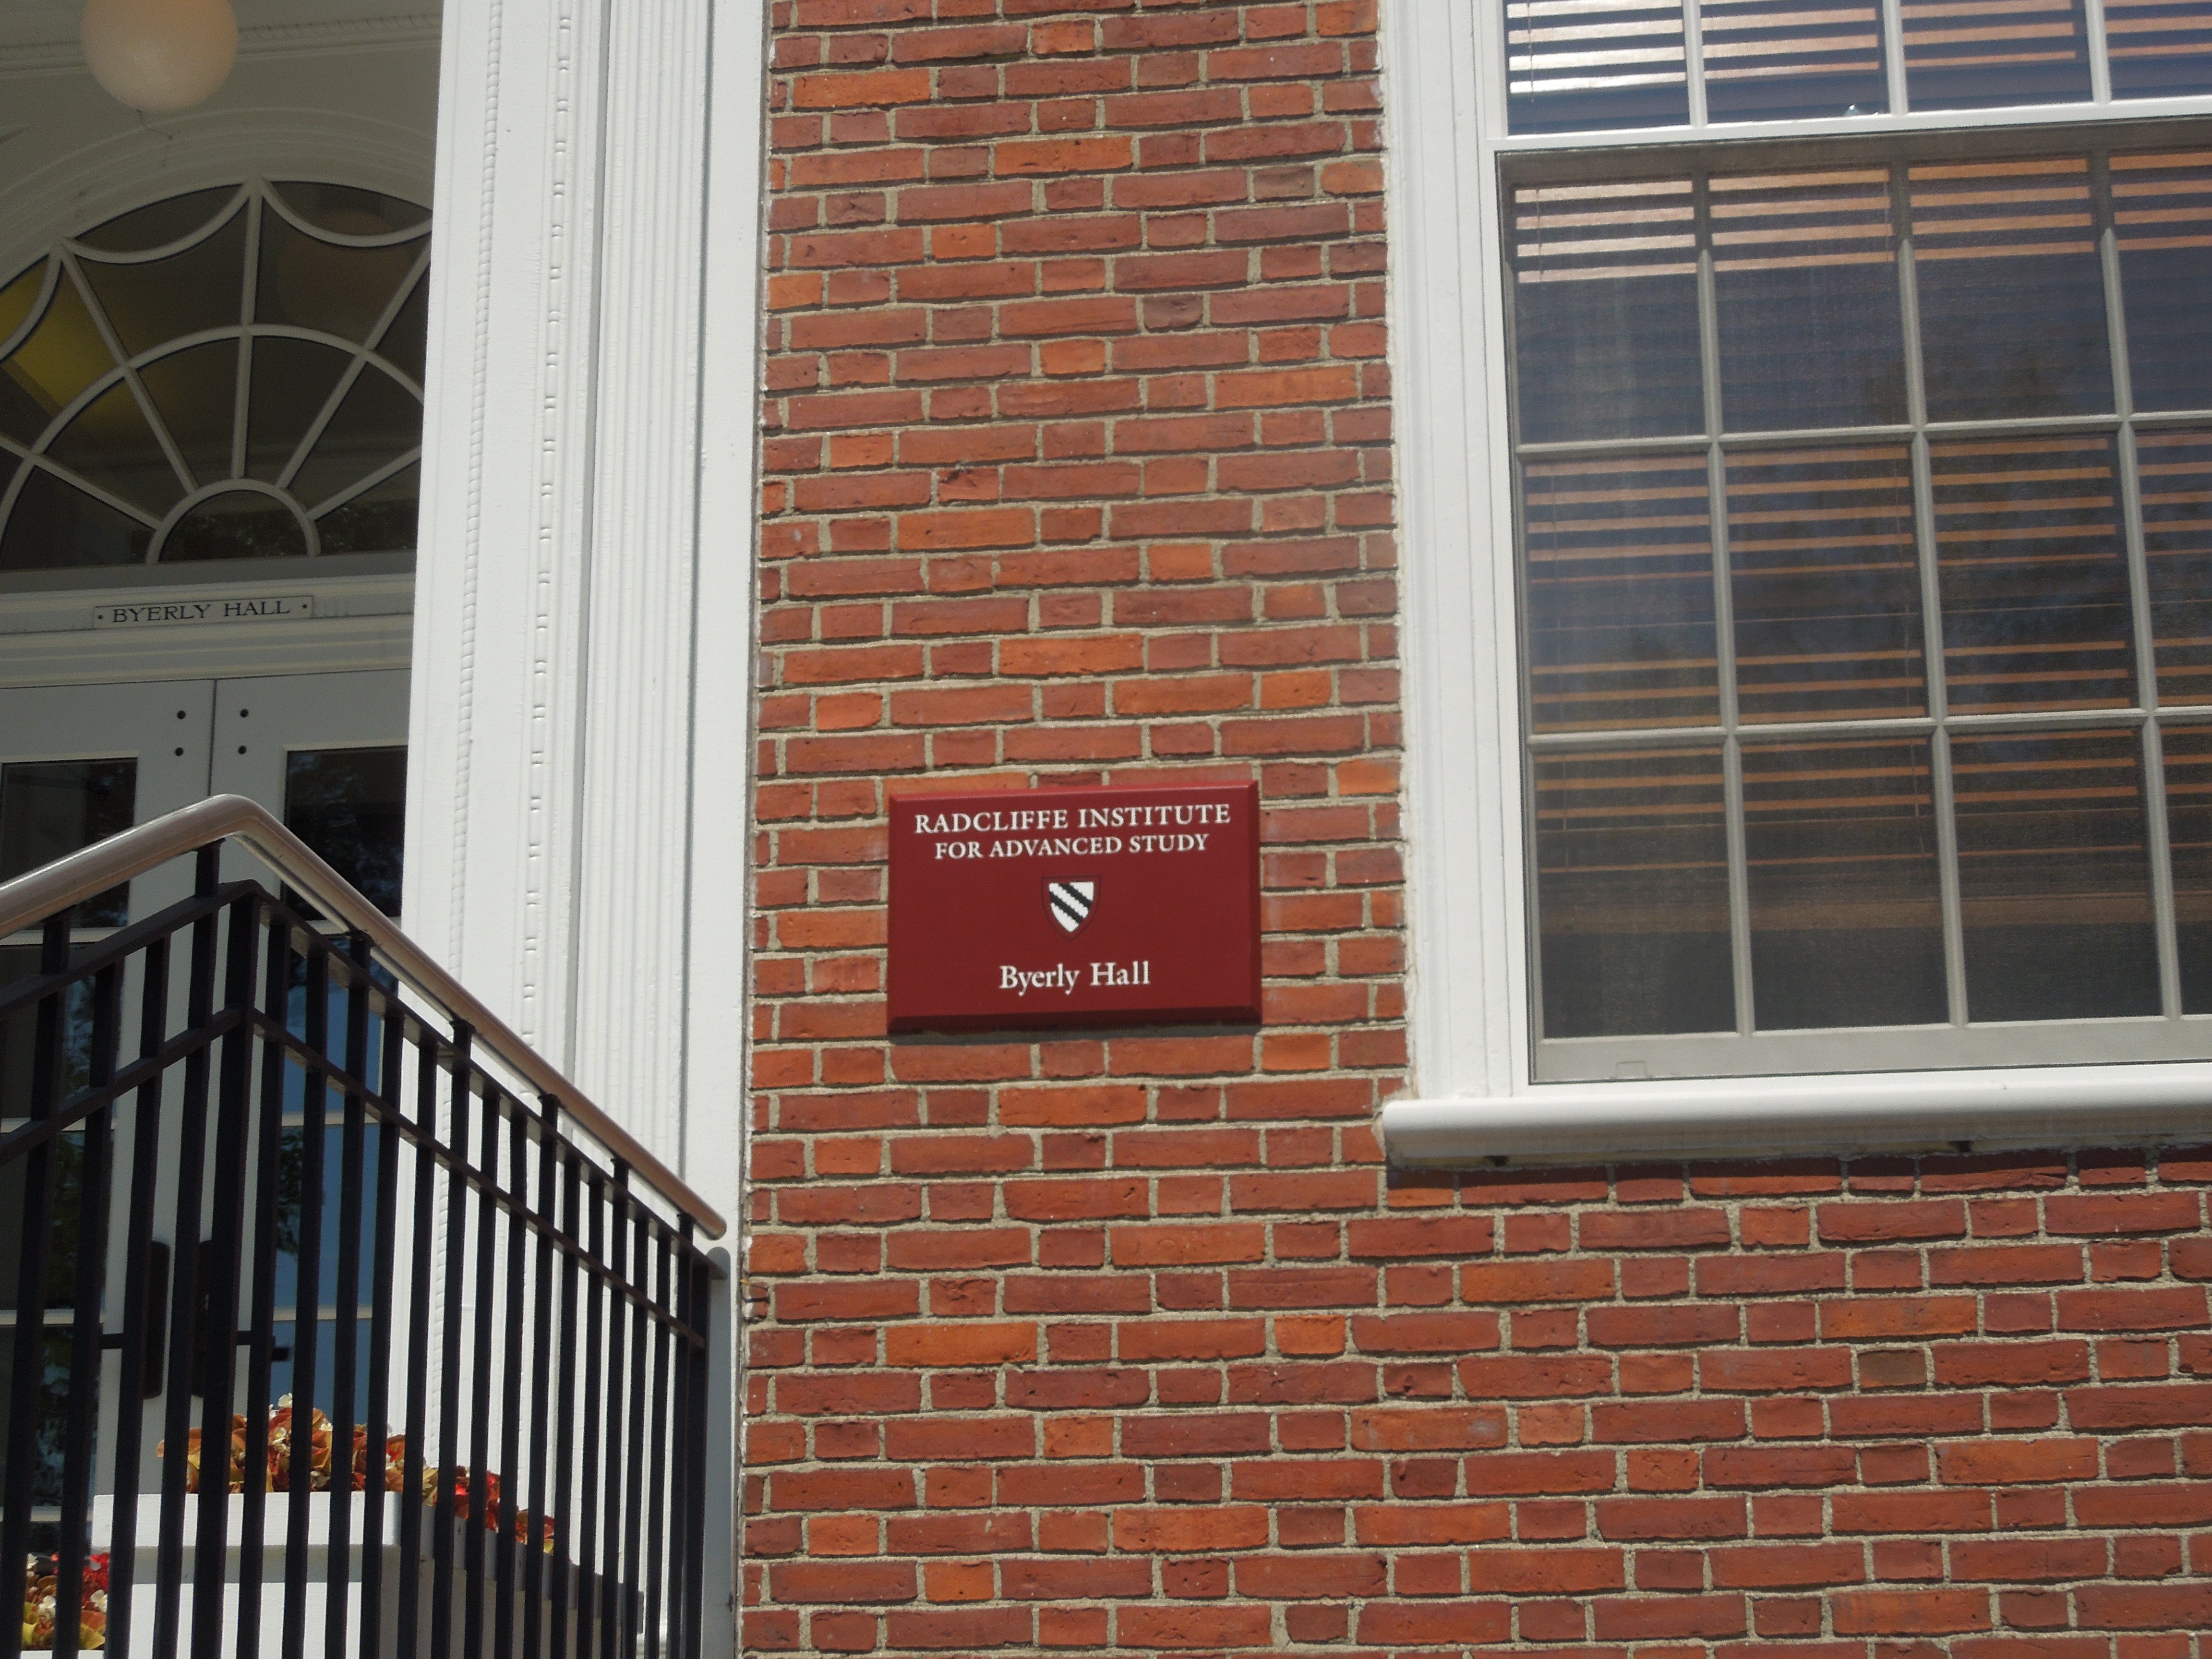 BYERLY HALL
RADCLIFFE INSTITUTE
FOR ADVANCED STUDY
Byerly Hall